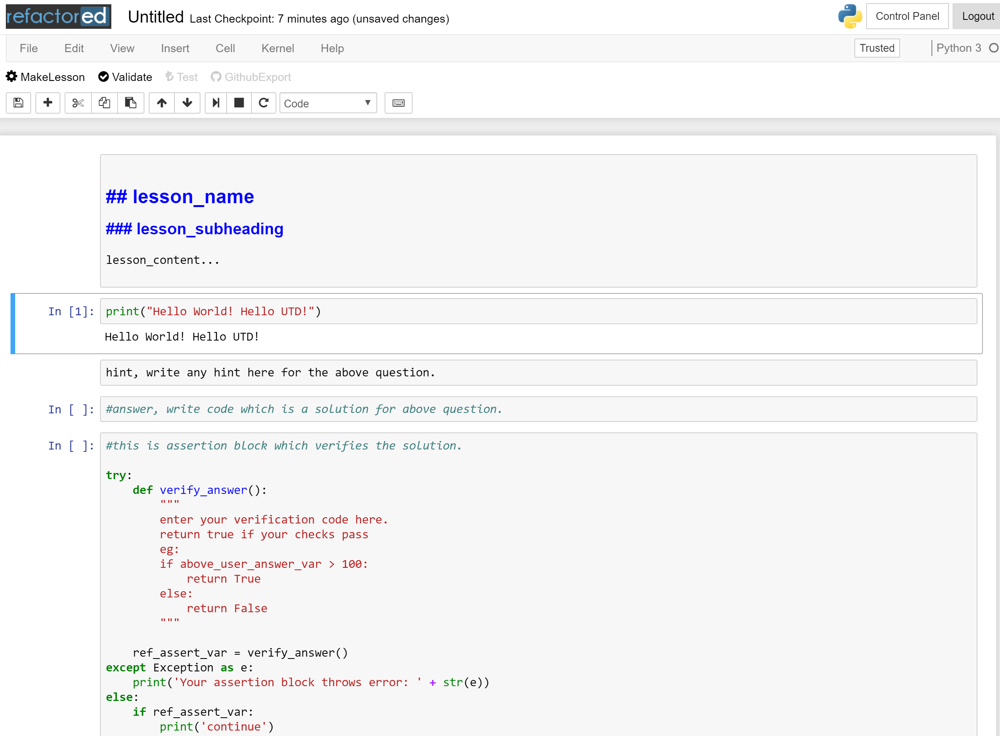 refactored Untitled Last Checkpoint: 7 minutes ago (unsaved changes) Control Panel Logout
File Edit View Insert Cell Kernel Help Trusted Python 3
MakeLesson Validate Test GithubExport
Code
## lesson_name
### lesson_subheading
lesson_content...
In [1]: print("Hello World! Hello UTD!")
Hello World! Hello UTD!
hint, write any hint here for the above question.
In [ ]: #answer, write code which is a solution for above question.
In [ ]: #this is assertion block which verifies the solution.
try:
    def verify_answer():
        """
        enter your verification code here.
        return true if your checks pass
        eg:
        if above_user_answer_var > 100:
            return True
        else:
            return False
        """
    ref_assert_var = verify_answer()
except Exception as e:
    print('Your assertion block throws error: ' + str(e))
else:
    if ref_assert_var:
        print('continue')